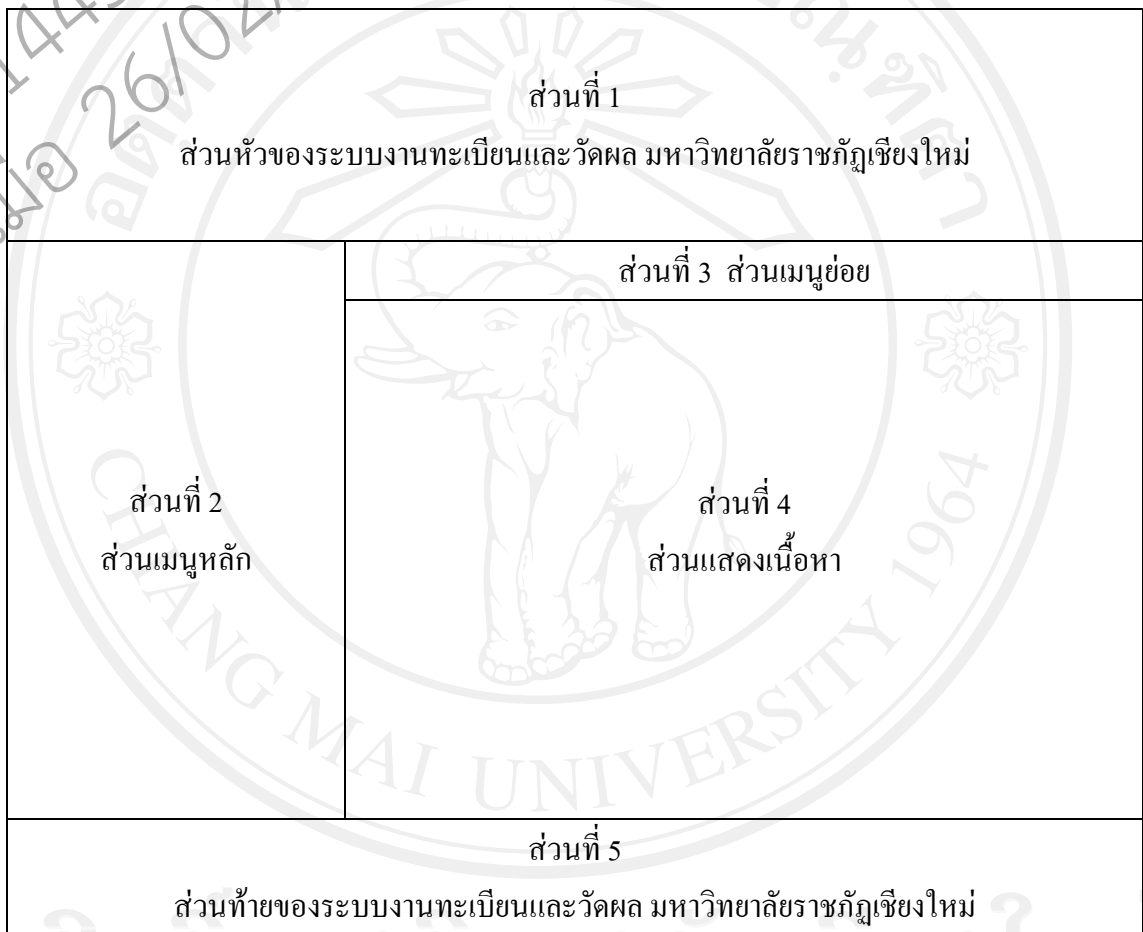 ส่วนที่ 1
ส่วนหัวของระบบงานทะเบียนและวัดผล มหาวิทยาลัยราชภัฏเชียงใหม่
ส่วนที่ 3 ส่วนเมนูย่อย
ส่วนที่ 2
ส่วนเมนูหลัก
ส่วนที่ 4
ส่วนแสดงเนื้อหา
ส่วนที่ 5
ส่วนท้ายของระบบงานทะเบียนและวัดผล มหาวิทยาลัยราชภัฏเชียงใหม่
CHIANG MAI UNIVERSITY 1964
26/02/